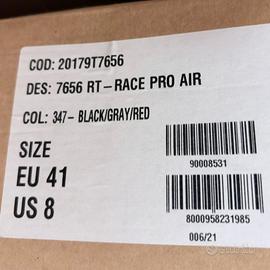 COD: 20179T7656
DES: 7656 RT-RACE PRO AIR
COL: 347- BLACK/GRAY/RED
SIZE
EU 41
US 8
90008531
8000958231985
006/21
subito